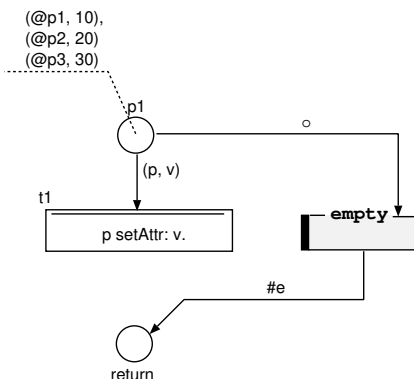 (@p1, 10),
(@p2, 20)
(@p3, 30)
p1
(p, v)
t1
p setAttr: v.
empty
#e
return